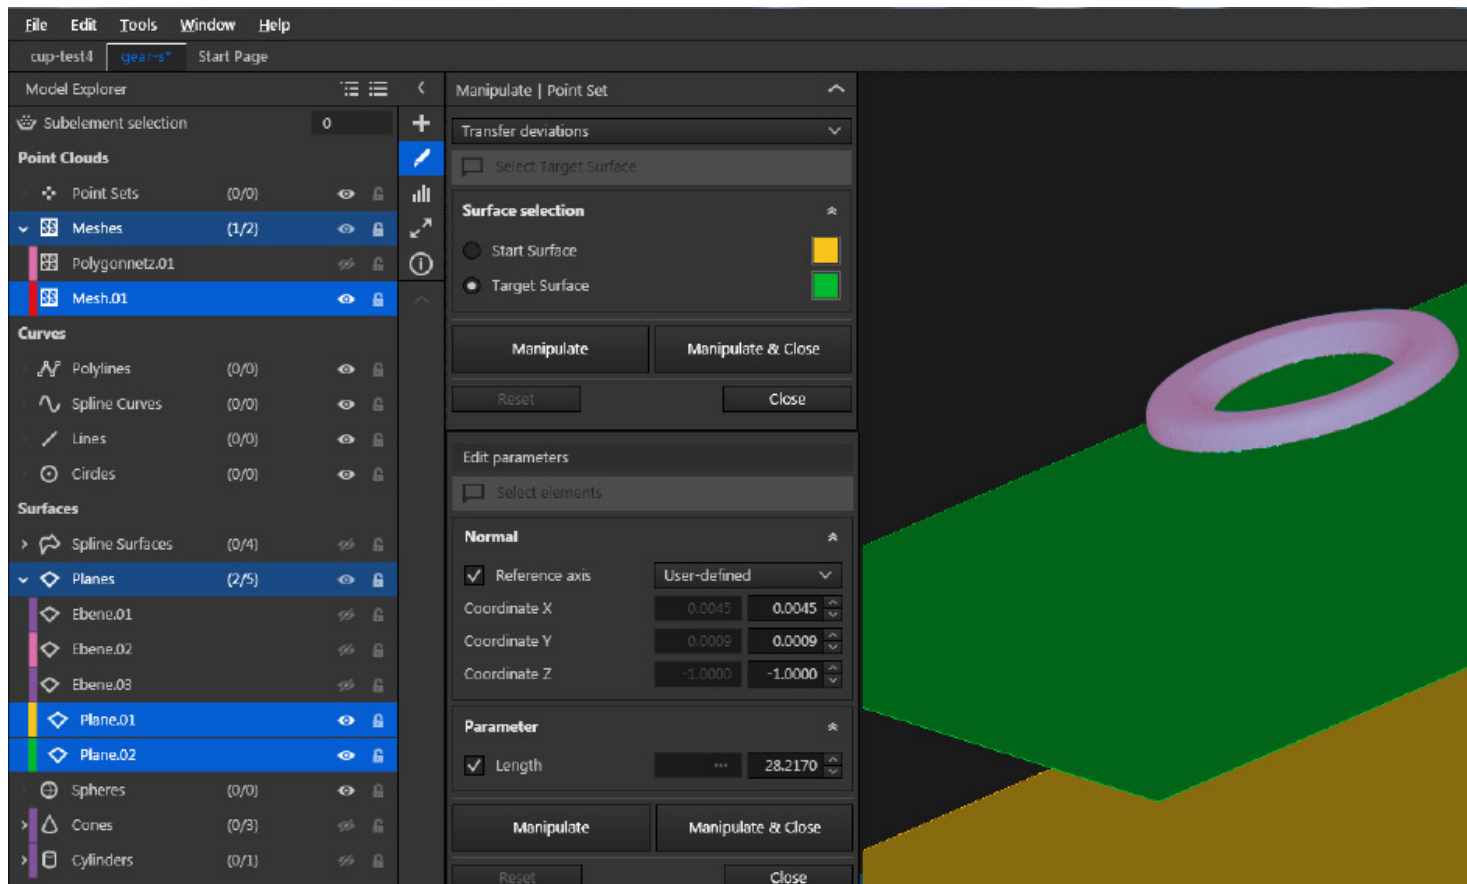 File Edit Tools Window Help
cup-test4 gear-s* Start Page
Model Explorer
Subelement selection 0
Point Clouds
Point Sets (0/0)
Meshes (1/2)
Polygonnetz.01
Mesh.01
Curves
Polylines (0/0)
Spline Curves (0/0)
Lines (0/0)
Circles (0/0)
Surfaces
Spline Surfaces (0/4)
Planes (2/5)
Ebene.01
Ebene.02
Ebene.03
Plane.01
Plane.02
Spheres (0/0)
Cones (0/3)
Cylinders (0/1)
Manipulate | Point Set
Transfer deviations
Select Target Surface
Surface selection
Start Surface
Target Surface
Manipulate Manipulate & Close
Reset Close
Edit parameters
Select elements
Normal
Reference axis User-defined
Coordinate X 0.0045 0.0045
Coordinate Y 0.0009 0.0009
Coordinate Z -1.0000 -1.0000
Parameter
Length ... 28.2170
Manipulate Manipulate & Close
Reset Close